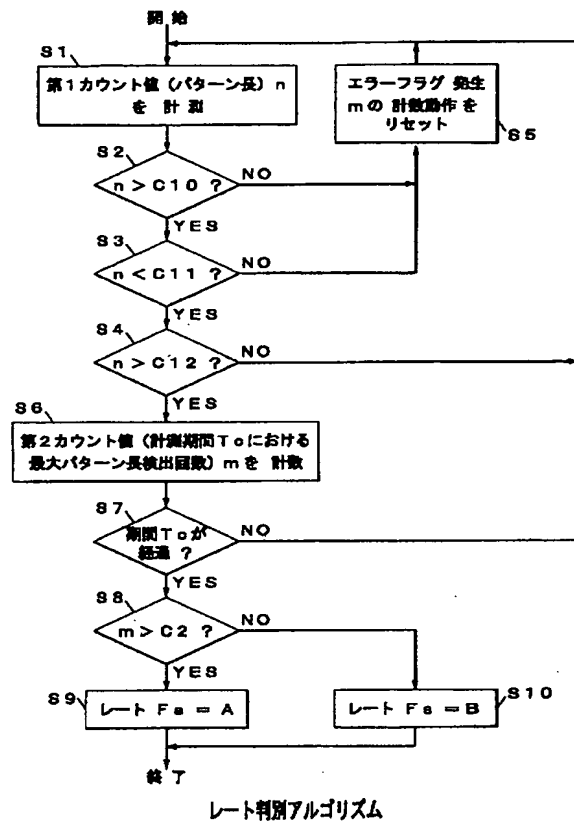 開始
S1
第1カウント値（パターン長）n
を 計 測
エラーフラグ 発生
mの 計数動作 を
リセット
S5
S2
n>C10 ?
NO
YES
S3
n<C11 ?
NO
YES
S4
n>C12 ?
NO
YES
S6
第2カウント値（計測期間Tcにおける
最大パターン長検出回数）mを 計数
S7
期間Tcが
経過 ?
NO
YES
S8
m>C2 ?
NO
YES
S9
レート Fs = A
レート Fs = B
S10
終了
レート判別アルゴリズム